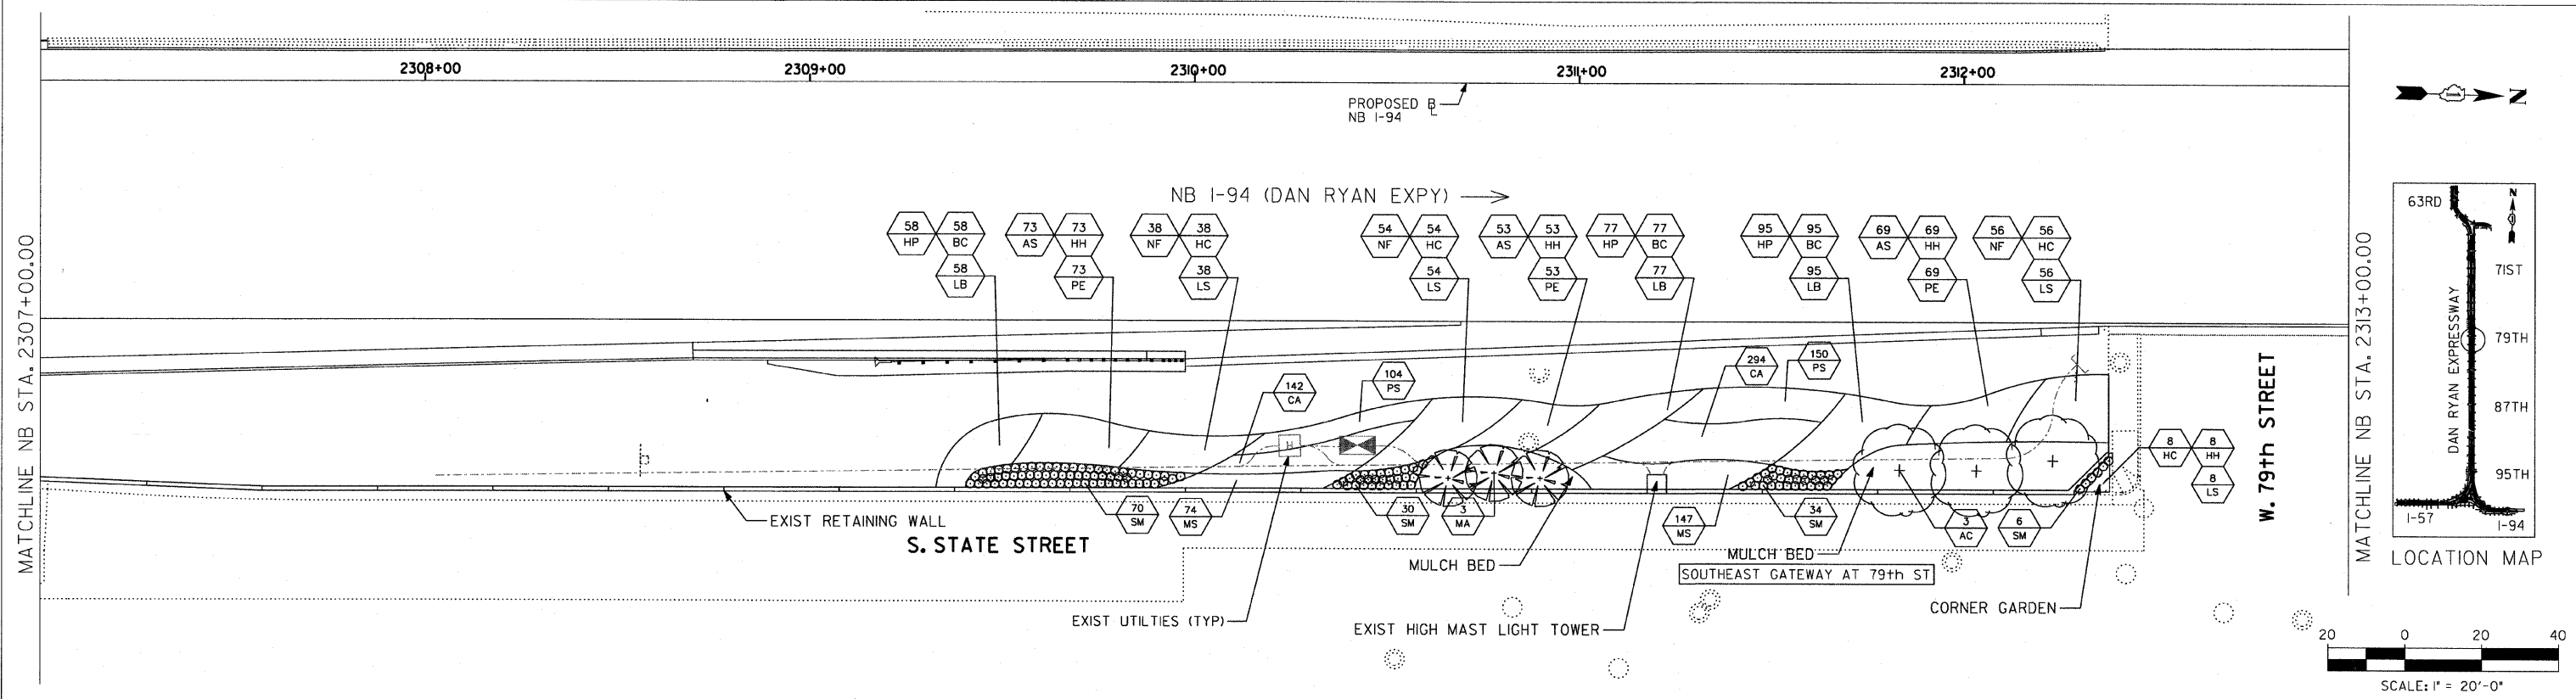 2308+00 2309+00 2310+00 2311+00 2312+00
PROPOSED B
NB I-94
NB I-94 (DAN RYAN EXPY)
MATCHLINE NB STA. 2307+00.00
58 HP 58 BC
58 LB
73 AS 73 HH
73 PE
38 NF 38 HC
38 LS
54 NF 54 HC
54 LS
53 AS 53 HH
53 PE
77 HP 77 BC
77 LB
95 HP 95 BC
95 LB
69 AS 69 HH
69 PE
56 NF 56 HC
56 LS
142 CA
104 PS
294 CA
150 PS
H
8 HC 8 HH
8 LS
70 SM
74 MS
30 SM
3 MA
147 MS
34 SM
3 AC
6 SM
EXIST RETAINING WALL
S. STATE STREET
MULCH BED
MULCH BED
SOUTHEAST GATEWAY AT 79th ST
EXIST UTILTIES (TYP)
EXIST HIGH MAST LIGHT TOWER
CORNER GARDEN
W. 79th STREET
MATCHLINE NB STA. 2313+00.00
N
N
63RD
71ST
DAN RYAN EXPRESSWAY
79TH
87TH
95TH
I-57
I-94
LOCATION MAP
20 0 20 40
SCALE: 1" = 20'-0"